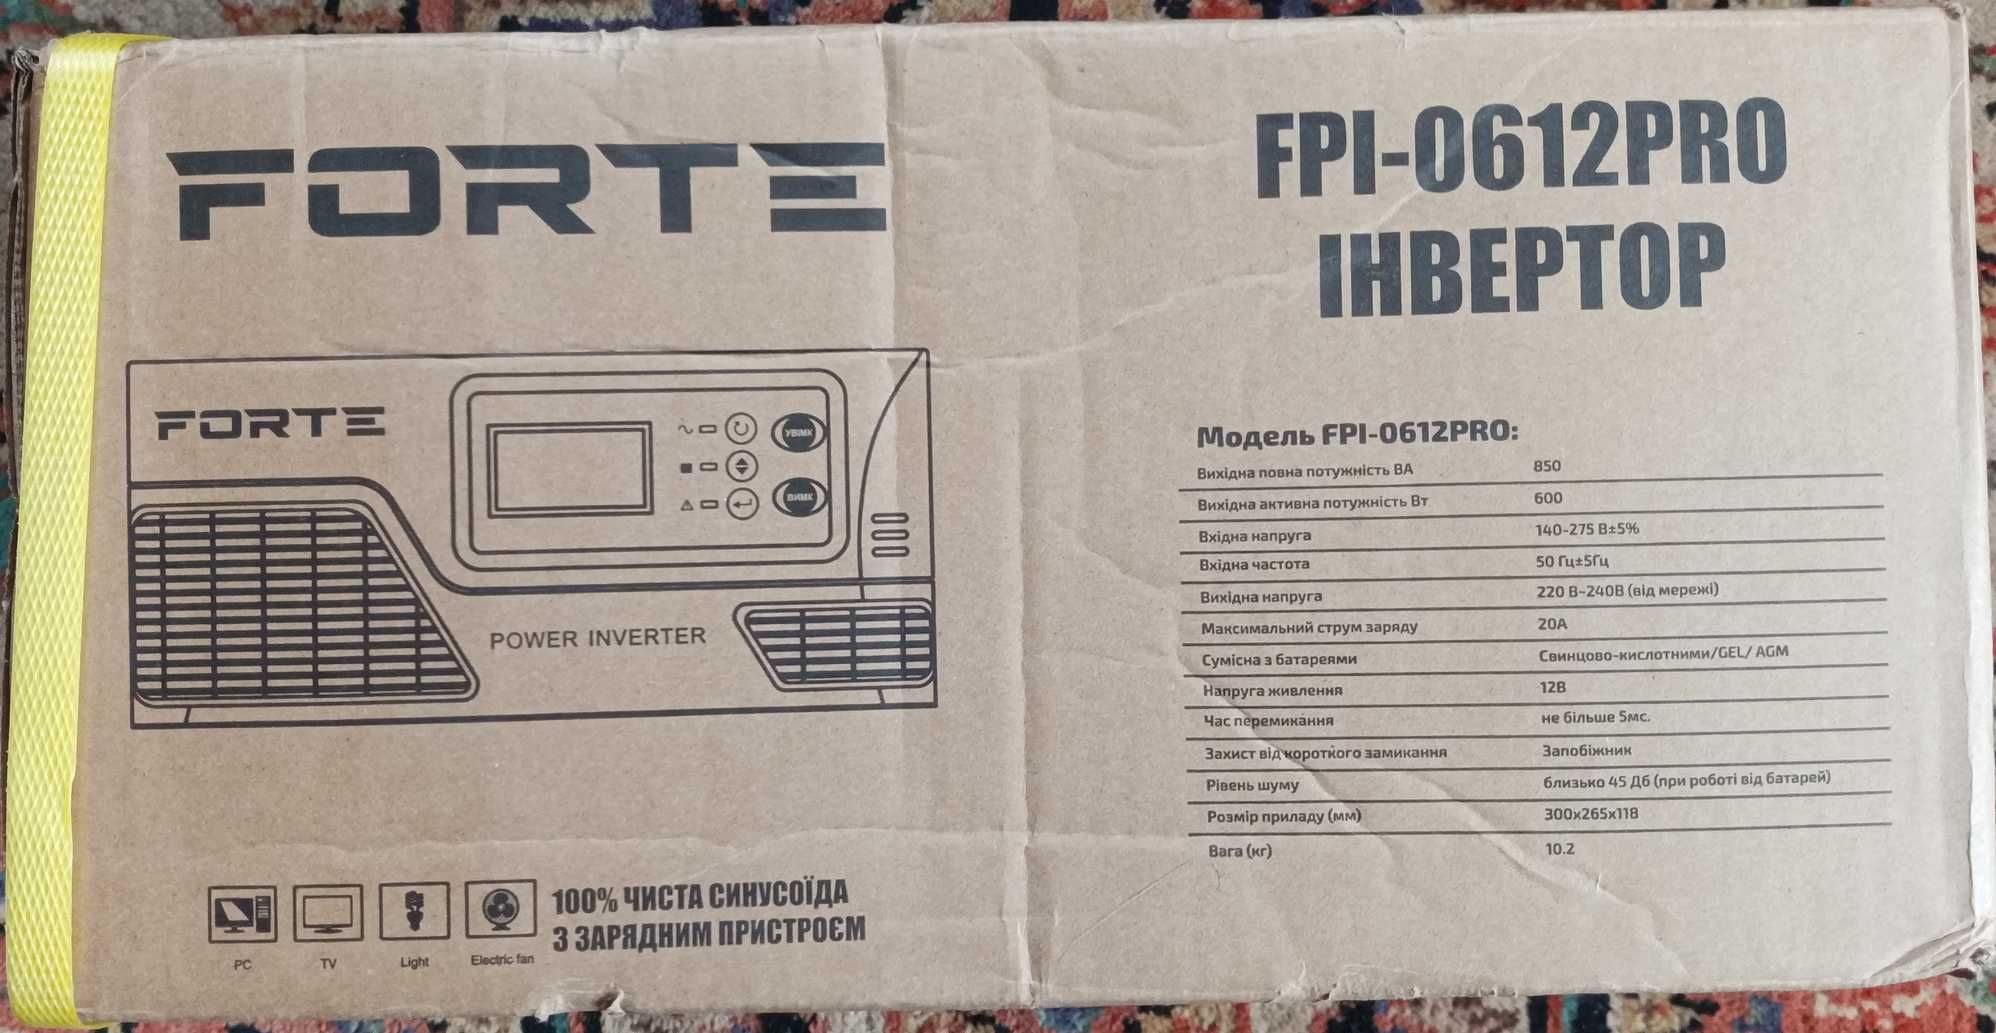 FORTE
FPI-0612PRO
ІНВЕРТОР
FORTE
УВІМК
ВИМК
POWER INVERTER
Модель FPI-0612PRO:
Вихідна повна потужність ВА 850
Вихідна активна потужність Вт 600
Вхідна напруга 140-275 В±5%
Вхідна частота 50 Гц±5Гц
Вихідна напруга 220 В~240В (від мережі)
Максимальний струм заряду 20А
Сумісна з батареями Свинцово-кислотними/GEL/ AGM
Напруга живлення 12В
Час перемикання не більше 5мс.
Захист від короткого замикання Запобіжник
Рівень шуму близько 45 Дб (при роботі від батарей)
Розмір приладу (мм) 300x265x118
Вага (кг) 10.2
PC TV Light Electric fan
100% ЧИСТА СИНУСОЇДА
З ЗАРЯДНИМ ПРИСТРОЄМ